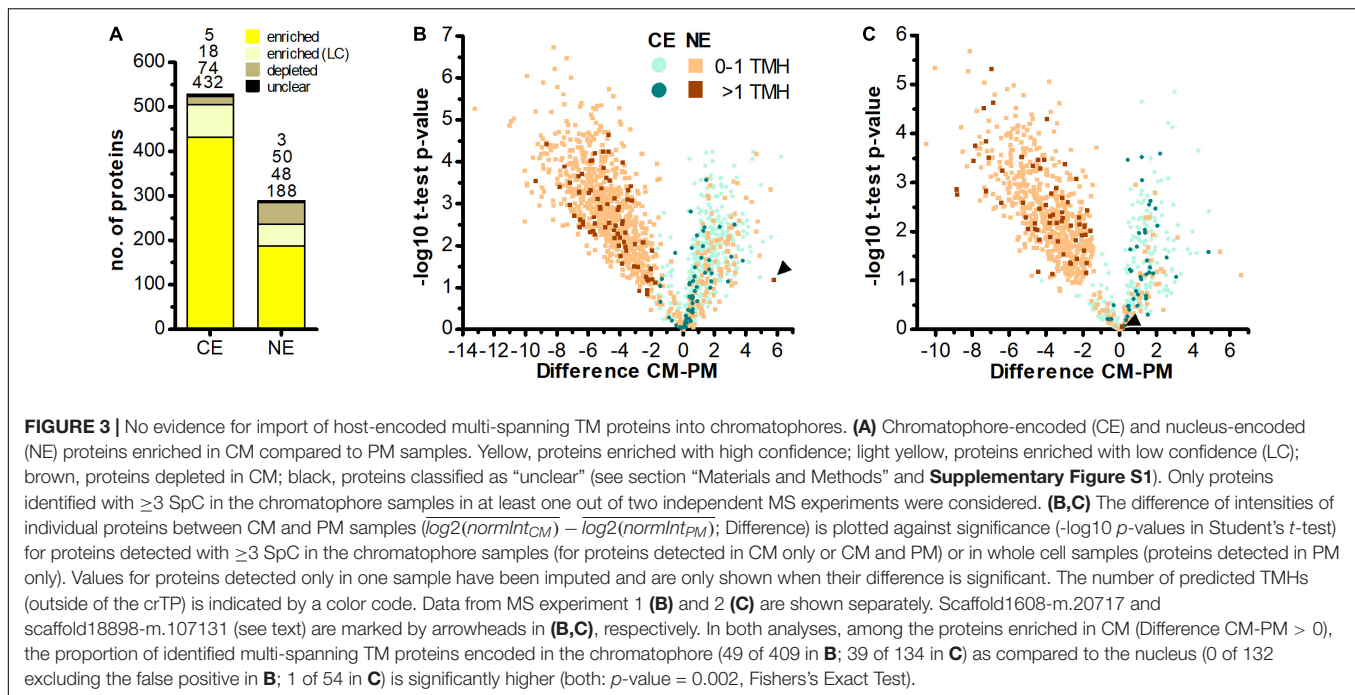 A
5
18
74
432
enriched
enriched (LC)
depleted
unclear
no. of proteins
600
500
400
300
200
100
0
3
50
48
188
CE
NE
B
CE NE
0-1 TMH
>1 TMH
-log10 t-test p-value
7
6
5
4
3
2
1
0
-14 -12 -10 -8 -6 -4 -2 0 2 4 6
Difference CM-PM
C
-log10 t-test p-value
6
5
4
3
2
1
0
-10 -8 -6 -4 -2 0 2 4 6
Difference CM-PM
FIGURE 3 | No evidence for import of host-encoded multi-spanning TM proteins into chromatophores. (A) Chromatophore-encoded (CE) and nucleus-encoded
(NE) proteins enriched in CM compared to PM samples. Yellow, proteins enriched with high confidence; light yellow, proteins enriched with low confidence (LC);
brown, proteins depleted in CM; black, proteins classified as “unclear” (see section “Materials and Methods” and Supplementary Figure S1). Only proteins
identified with ≥3 SpC in the chromatophore samples in at least one out of two independent MS experiments were considered. (B,C) The difference of intensities of
individual proteins between CM and PM samples (log2(normIntCM) − log2(normIntPM); Difference) is plotted against significance (-log10 p-values in Student’s t-test)
for proteins detected with ≥3 SpC in the chromatophore samples (for proteins detected in CM only or CM and PM) or in whole cell samples (proteins detected in PM
only). Values for proteins detected only in one sample have been imputed and are only shown when their difference is significant. The number of predicted TMHs
(outside of the crTP) is indicated by a color code. Data from MS experiment 1 (B) and 2 (C) are shown separately. Scaffold1608-m.20717 and
scaffold18898-m.107131 (see text) are marked by arrowheads in (B,C), respectively. In both analyses, among the proteins enriched in CM (Difference CM-PM > 0),
the proportion of identified multi-spanning TM proteins encoded in the chromatophore (49 of 409 in B; 39 of 134 in C) as compared to the nucleus (0 of 132
excluding the false positive in B; 1 of 54 in C) is significantly higher (both: p-value = 0.002, Fishers’s Exact Test).